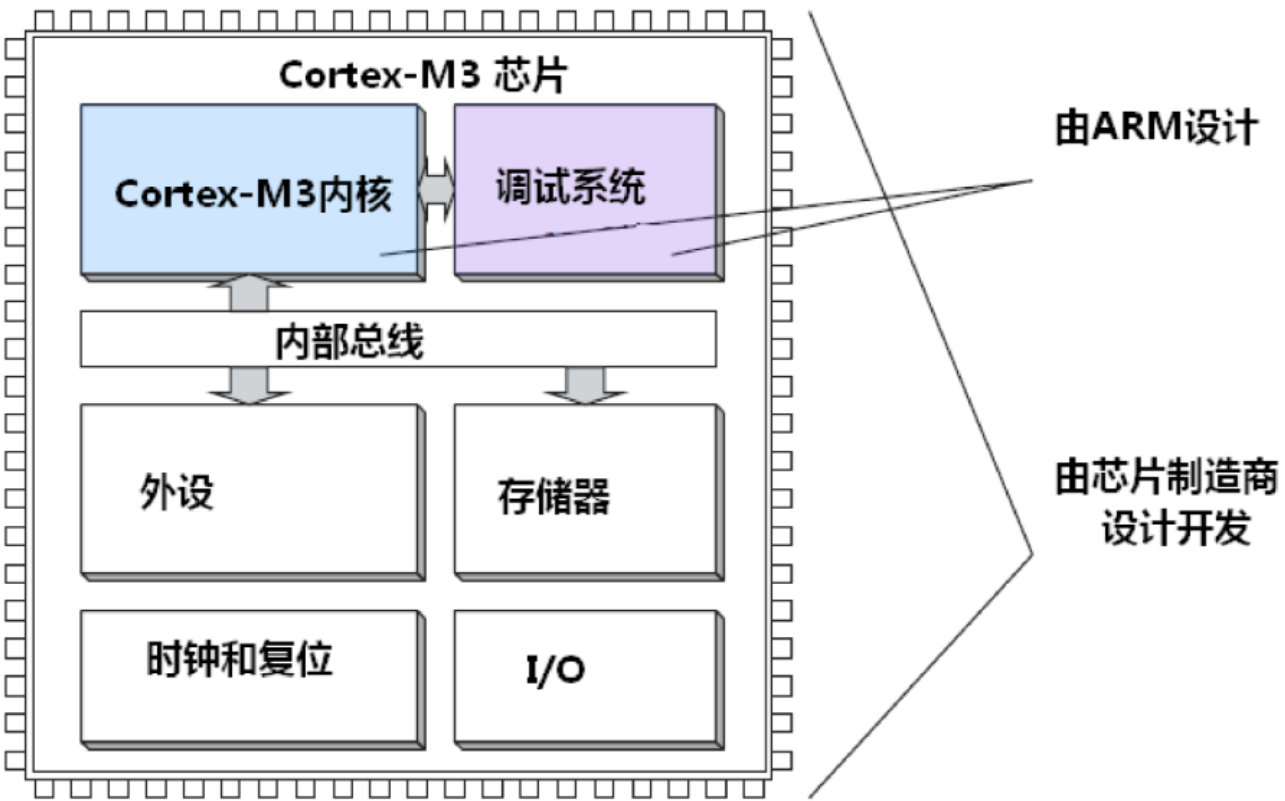 Cortex-M3 芯片
Cortex-M3内核
调试系统
由ARM设计
内部总线
外设
存储器
由芯片制造商
设计开发
时钟和复位
I/O